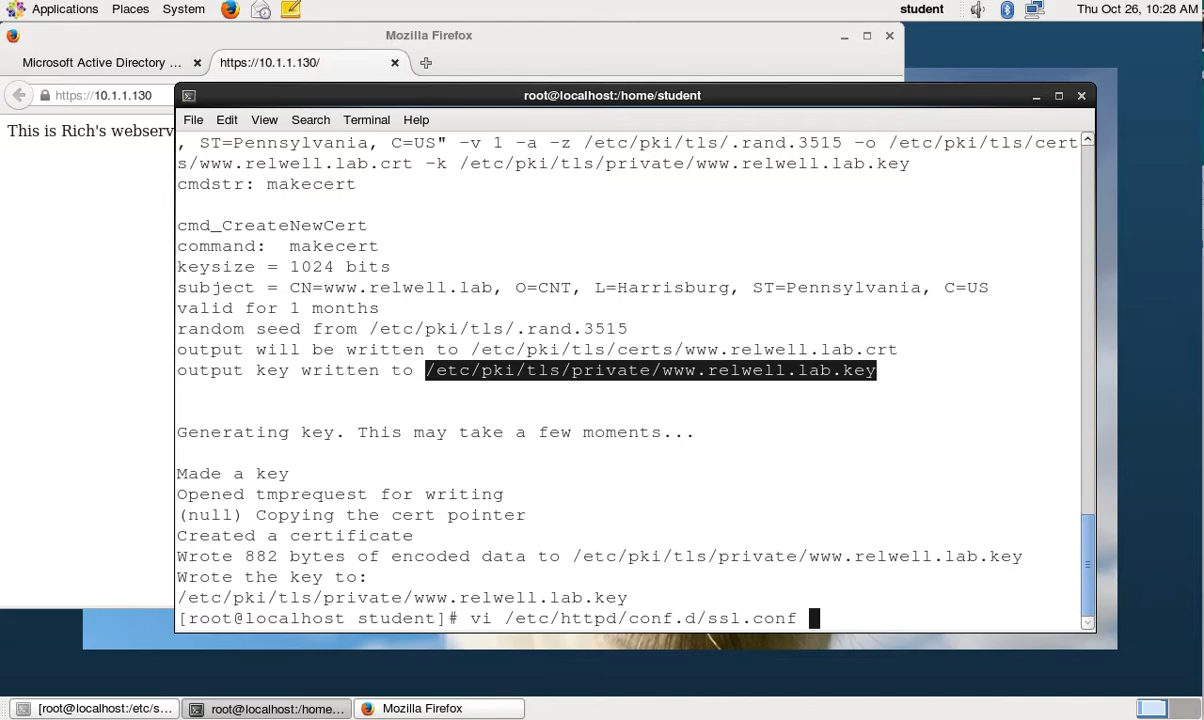 Applications Places System student Thu Oct 26, 10:28 AM
Mozilla Firefox
Microsoft Active Directory ... https://10.1.1.130/
https://10.1.1.130
root@localhost:/home/student
This is Rich's webserv
File Edit View Search Terminal Help
, ST=Pennsylvania, C=US" -v 1 -a -z /etc/pki/tls/.rand.3515 -o /etc/pki/tls/cert
s/www.relwell.lab.crt -k /etc/pki/tls/private/www.relwell.lab.key
cmdstr: makecert
cmd_CreateNewCert
command:  makecert
keysize = 1024 bits
subject = CN=www.relwell.lab, O=CNT, L=Harrisburg, ST=Pennsylvania, C=US
valid for 1 months
random seed from /etc/pki/tls/.rand.3515
output will be written to /etc/pki/tls/certs/www.relwell.lab.crt
output key written to /etc/pki/tls/private/www.relwell.lab.key
Generating key. This may take a few moments...
Made a key
Opened tmprequest for writing
(null) Copying the cert pointer
Created a certificate
Wrote 882 bytes of encoded data to /etc/pki/tls/private/www.relwell.lab.key
Wrote the key to:
/etc/pki/tls/private/www.relwell.lab.key
[root@localhost student]# vi /etc/httpd/conf.d/ssl.conf
[root@localhost:/etc/s... root@localhost:/home... Mozilla Firefox